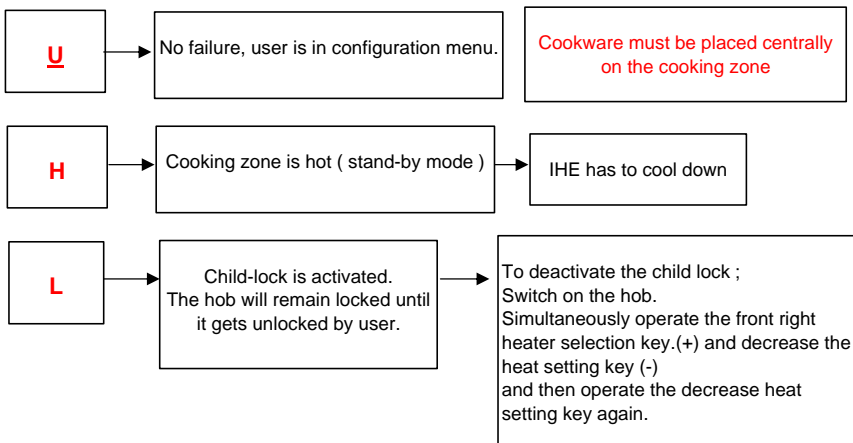 U
No failure, user is in configuration menu.
Cookware must be placed centrally
on the cooking zone
H
Cooking zone is hot ( stand-by mode )
IHE has to cool down
L
Child-lock is activated.
The hob will remain locked until
it gets unlocked by user.
To deactivate the child lock ;
Switch on the hob.
Simultaneously operate the front right
heater selection key.(+) and decrease the
heat setting key (-)
and then operate the decrease heat
setting key again.